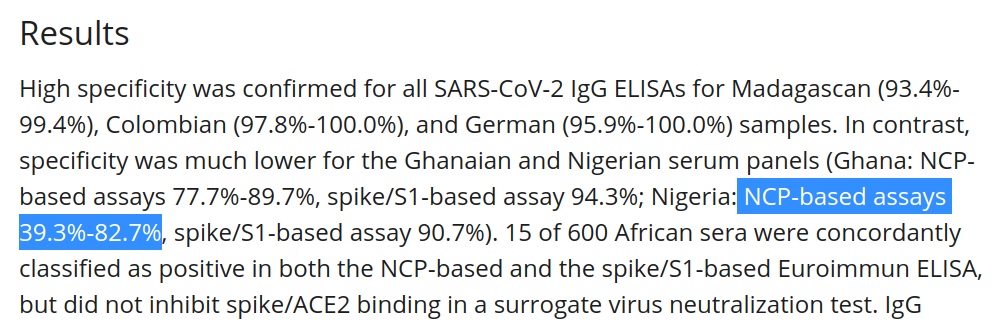 Results
High specificity was confirmed for all SARS-CoV-2 IgG ELISAs for Madagascan (93.4%-
99.4%), Colombian (97.8%-100.0%), and German (95.9%-100.0%) samples. In contrast,
specificity was much lower for the Ghanaian and Nigerian serum panels (Ghana: NCP-
based assays 77.7%-89.7%, spike/S1-based assay 94.3%; Nigeria: NCP-based assays
39.3%-82.7%, spike/S1-based assay 90.7%). 15 of 600 African sera were concordantly
classified as positive in both the NCP-based and the spike/S1-based Euroimmun ELISA,
but did not inhibit spike/ACE2 binding in a surrogate virus neutralization test. IgG